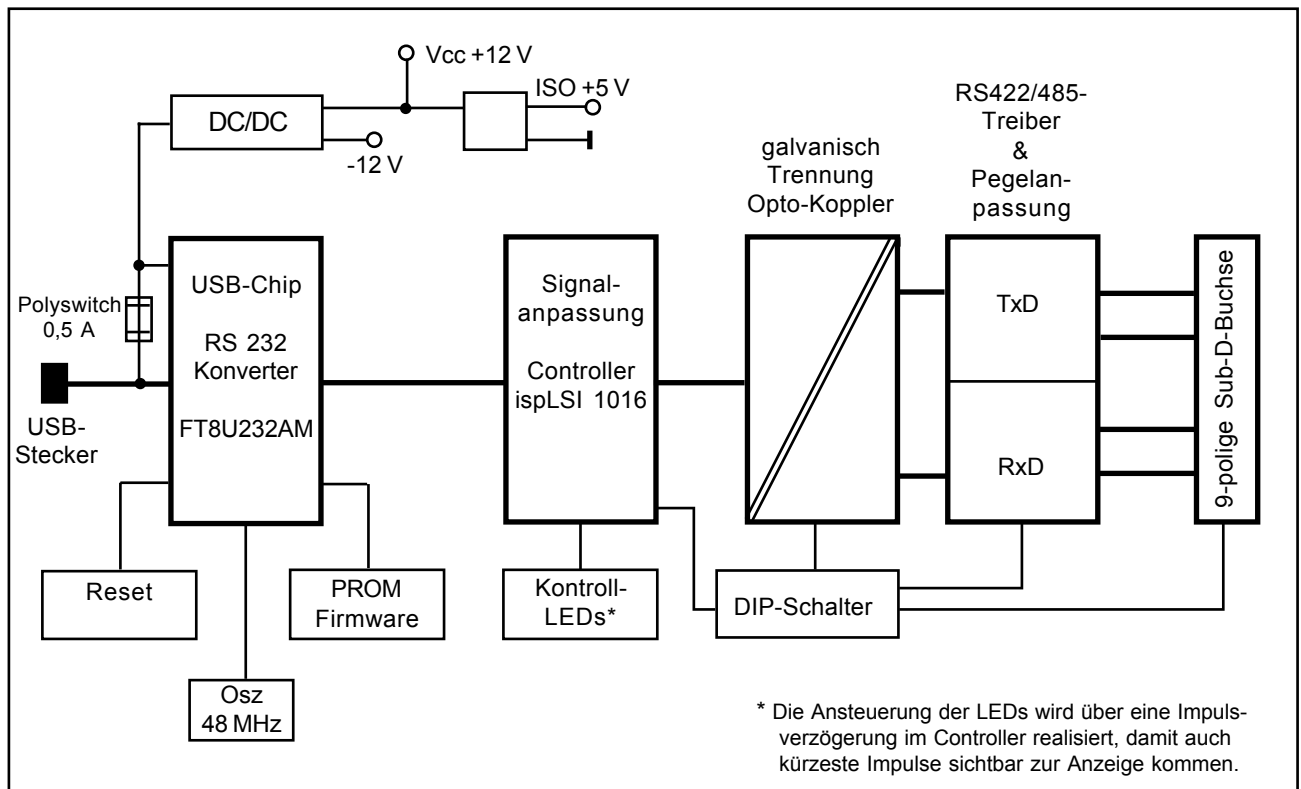 Vcc +12 V
ISO +5 V
DC/DC
-12 V
RS422/485-
Treiber
&
Pegelan-
passung
galvanisch
Trennung
Opto-Koppler
Polyswitch
0,5 A
USB-
Stecker
USB-Chip
RS 232
Konverter
FT8U232AM
Signal-
anpassung
Controller
ispLSI 1016
TxD
RxD
9-polige Sub-D-Buchse
Reset
PROM
Firmware
Kontroll-
LEDs*
DIP-Schalter
Osz
48 MHz
* Die Ansteuerung der LEDs wird über eine Impuls-
verzögerung im Controller realisiert, damit auch
kürzeste Impulse sichtbar zur Anzeige kommen.